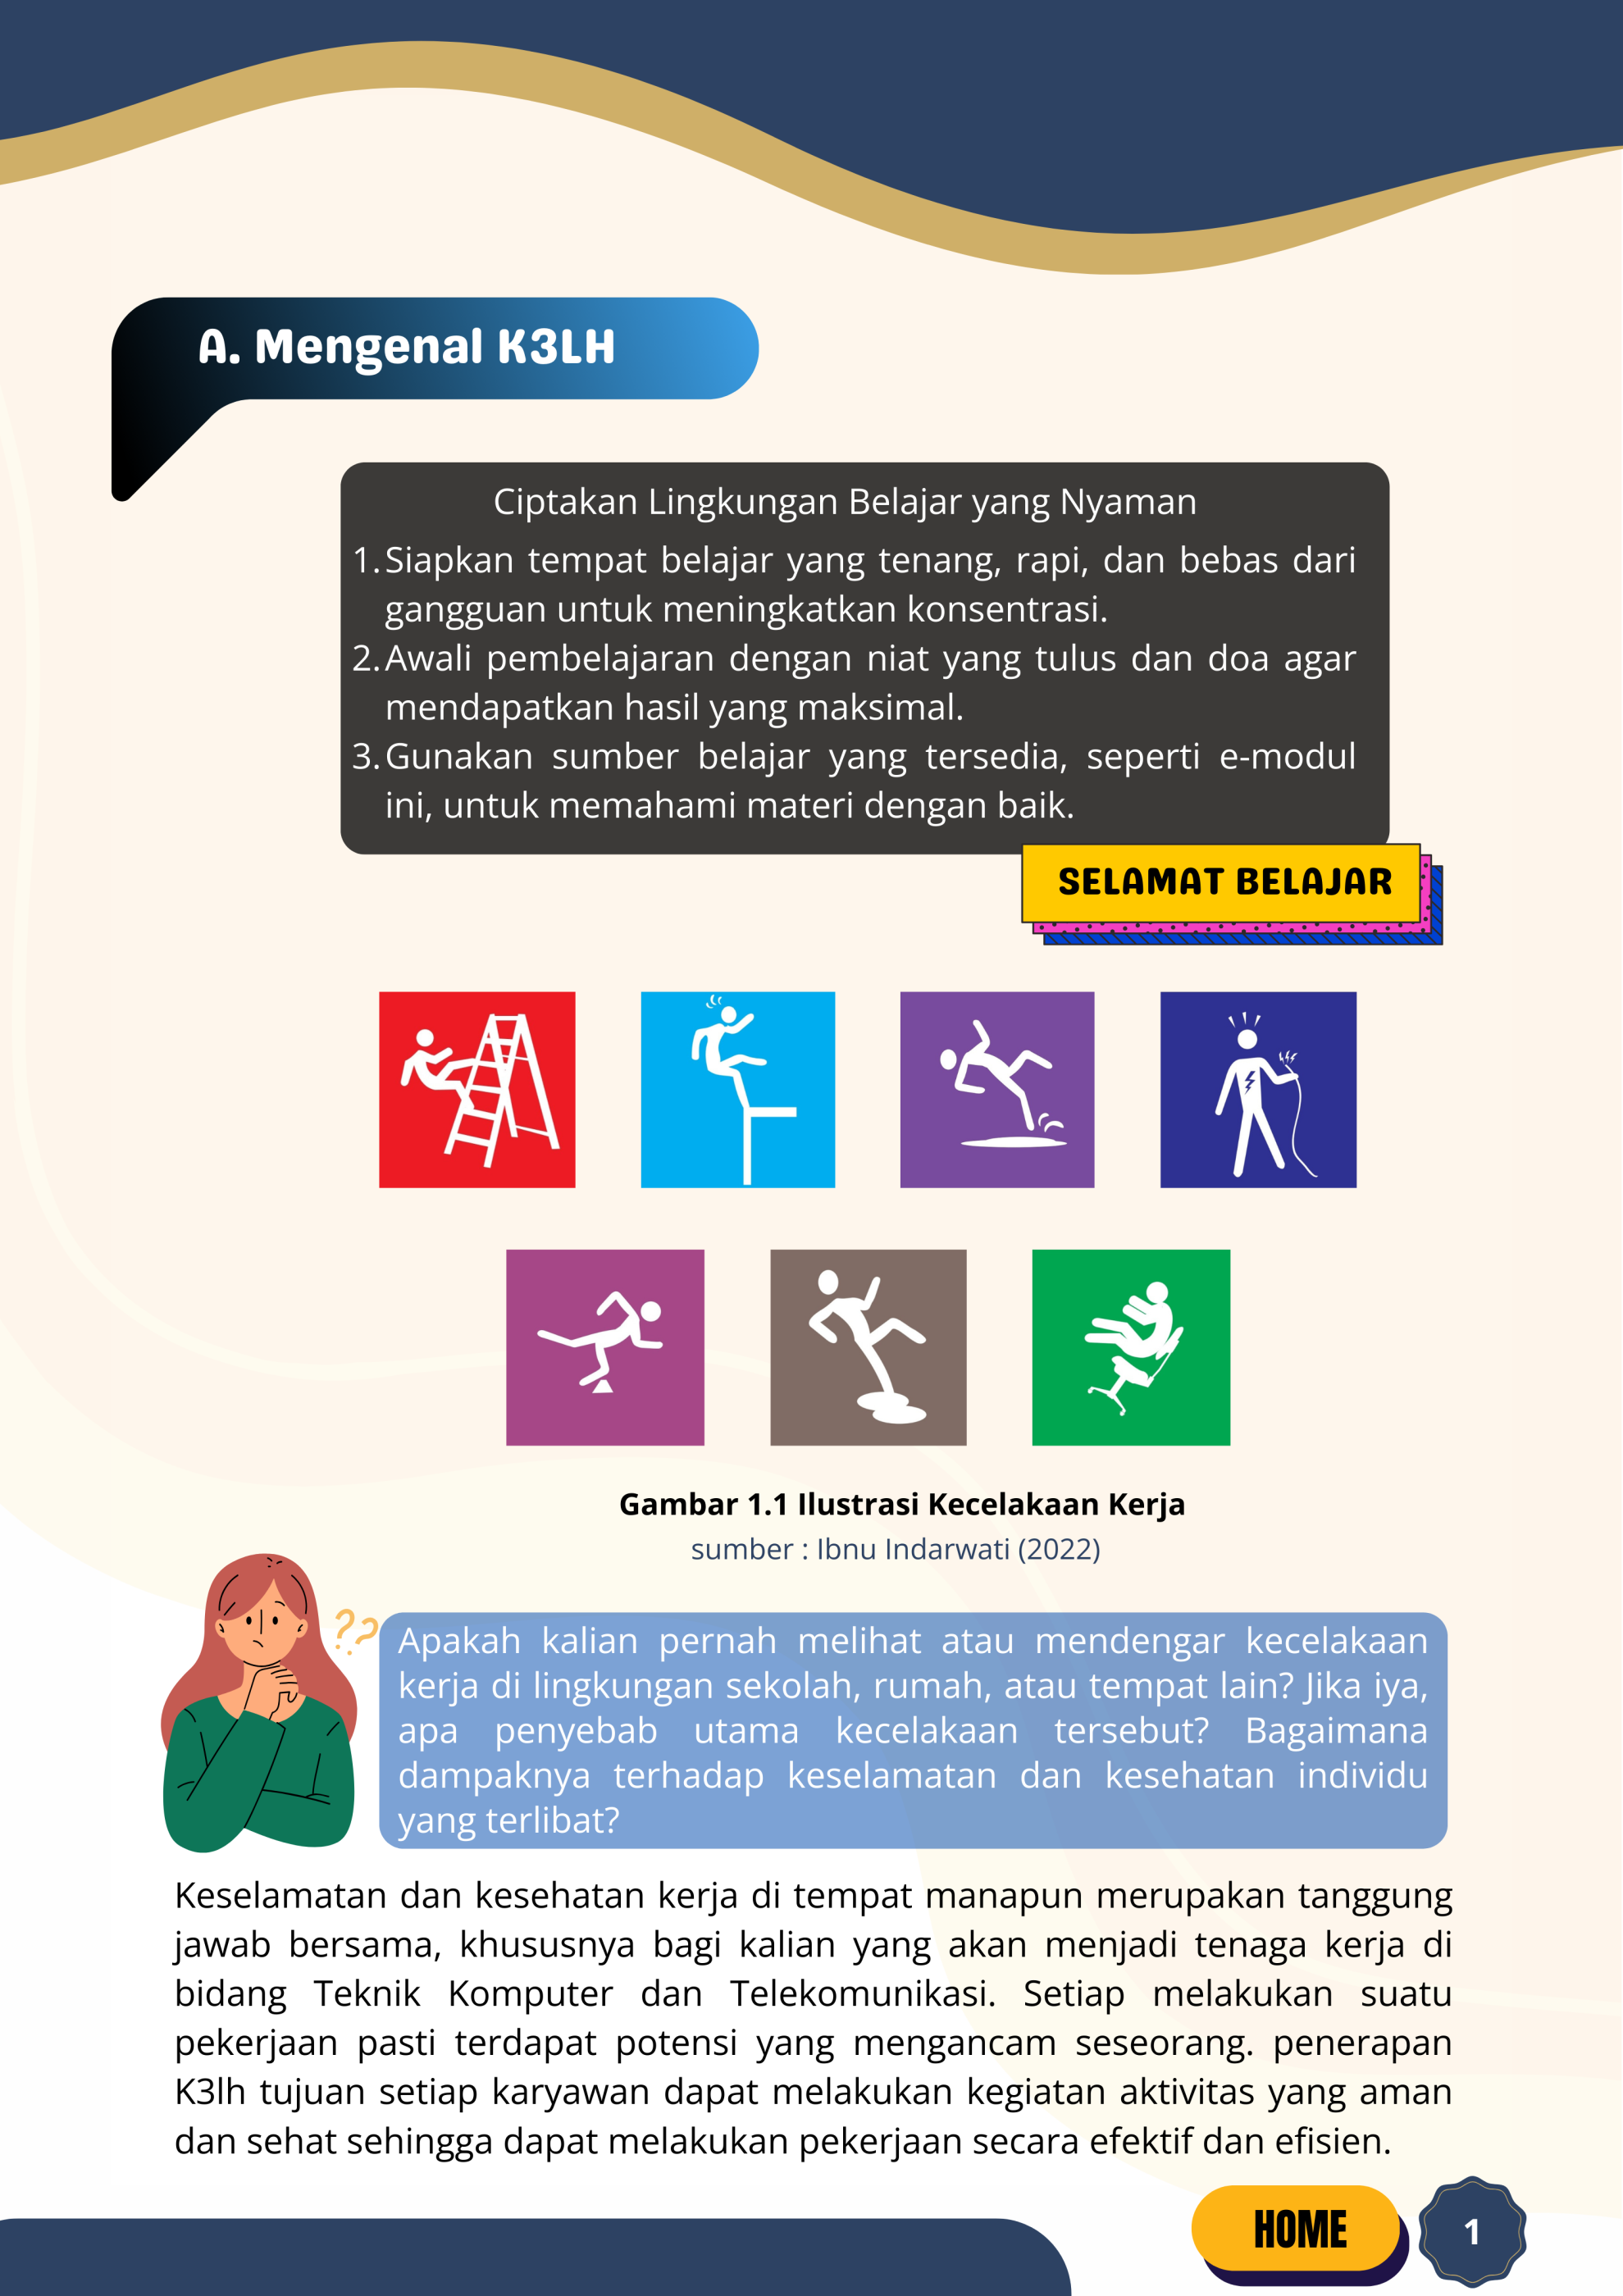 A. Mengenal K3LH
Ciptakan Lingkungan Belajar yang Nyaman
1. Siapkan tempat belajar yang tenang, rapi, dan bebas dari
gangguan untuk meningkatkan konsentrasi.
2. Awali pembelajaran dengan niat yang tulus dan doa agar
mendapatkan hasil yang maksimal.
3. Gunakan sumber belajar yang tersedia, seperti e-modul
ini, untuk memahami materi dengan baik.
SELAMAT BELAJAR
Gambar 1.1 Ilustrasi Kecelakaan Kerja
sumber : Ibnu Indarwati (2022)
??
Apakah kalian pernah melihat atau mendengar kecelakaan
kerja di lingkungan sekolah, rumah, atau tempat lain? Jika iya,
apa penyebab utama kecelakaan tersebut? Bagaimana
dampaknya terhadap keselamatan dan kesehatan individu
yang terlibat?
Keselamatan dan kesehatan kerja di tempat manapun merupakan tanggung
jawab bersama, khususnya bagi kalian yang akan menjadi tenaga kerja di
bidang Teknik Komputer dan Telekomunikasi. Setiap melakukan suatu
pekerjaan pasti terdapat potensi yang mengancam seseorang. penerapan
K3lh tujuan setiap karyawan dapat melakukan kegiatan aktivitas yang aman
dan sehat sehingga dapat melakukan pekerjaan secara efektif dan efisien.
HOME
1